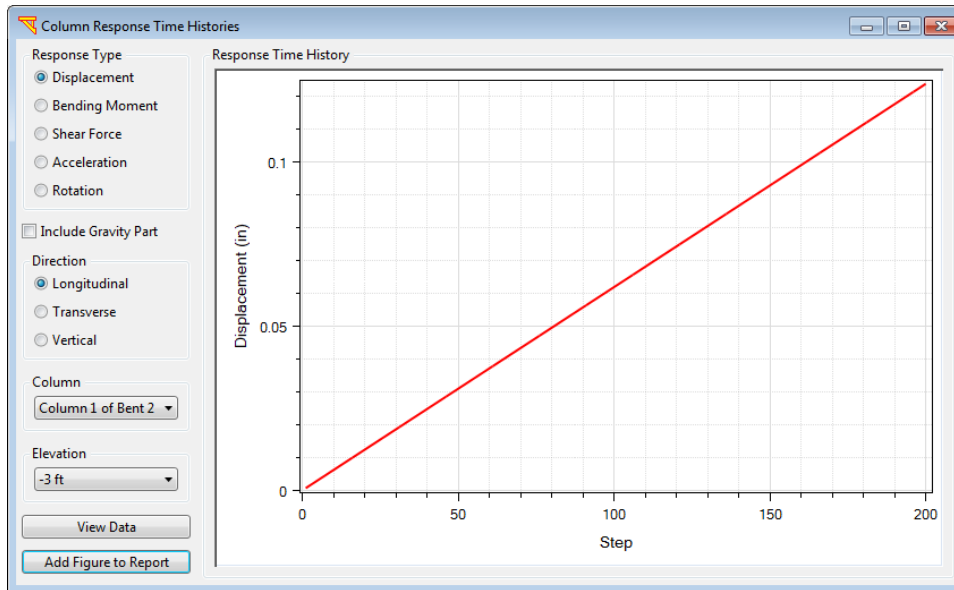 Column Response Time Histories
Response Type
Displacement
Bending Moment
Shear Force
Acceleration
Rotation
Include Gravity Part
Direction
Longitudinal
Transverse
Vertical
Column
Column 1 of Bent 2
Elevation
-3 ft
View Data
Add Figure to Report
Response Time History
Displacement (in)
0.1
0.05
0
0 50 100 150 200
Step